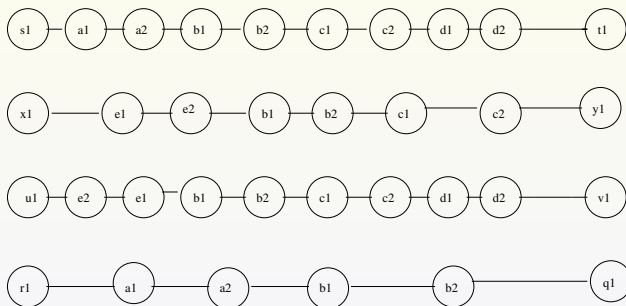 s1 a1 a2 b1 b2 c1 c2 d1 d2 t1
x1 e1 e2 b1 b2 c1 c2 y1
u1 e2 e1 b1 b2 c1 c2 d1 d2 v1
r1 a1 a2 b1 b2 q1